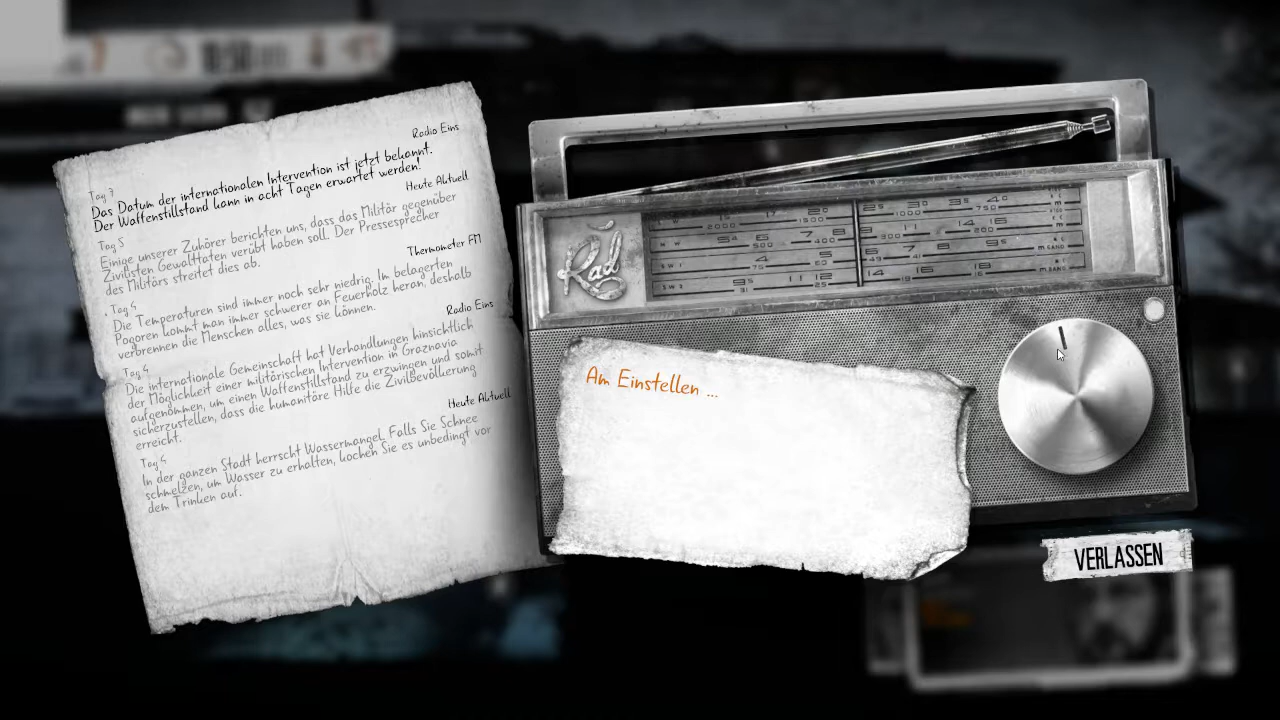 Radio Eins
Tag 7
Das Datum der internationalen Intervention ist jetzt bekannt.
Der Waffenstillstand kann in acht Tagen erwartet werden!
Heute Aktuell
Tag 5
Einige unserer Zuhörer berichten uns, dass das Militär gegenüber
Zivilisten Gewalttaten verübt haben soll. Der Pressesprecher
des Militärs streitet dies ab.
Thermometer FM
Die Temperaturen sind immer noch sehr niedrig. Im belagerten
Pogoren kommt man immer schwerer an Feuerholz heran, deshalb
verbrennen die Menschen alles, was sie können.
Radio Eins
Tag 4
Die internationale Gemeinschaft hat Verhandlungen hinsichtlich
der Möglichkeit einer militärischen Intervention in Graznavia
aufgenommen, um einen Waffenstillstand zu erzwingen und somit
sicherzustellen, dass die humanitäre Hilfe die Zivilbevölkerung
erreicht.
Heute Aktuell
In der ganzen Stadt herrscht Wassermangel. Falls Sie Schnee
schmelzen, um Wasser zu erhalten, kochen Sie es unbedingt vor
dem Trinken auf.
Rad
Am Einstellen ...
VERLASSEN